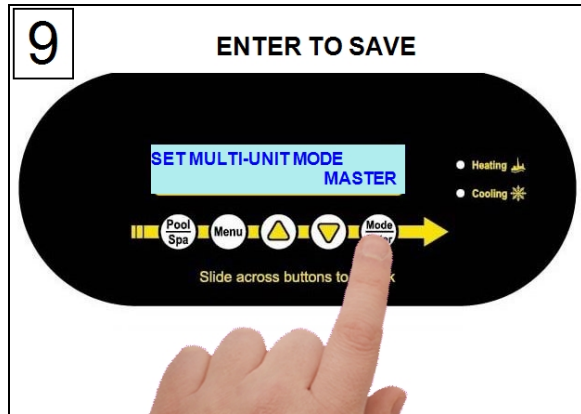 9
ENTER TO SAVE
SET MULTI-UNIT MODE
MASTER
Heating
Cooling
Pool
Spa
Menu
Mode
Slide across buttons to